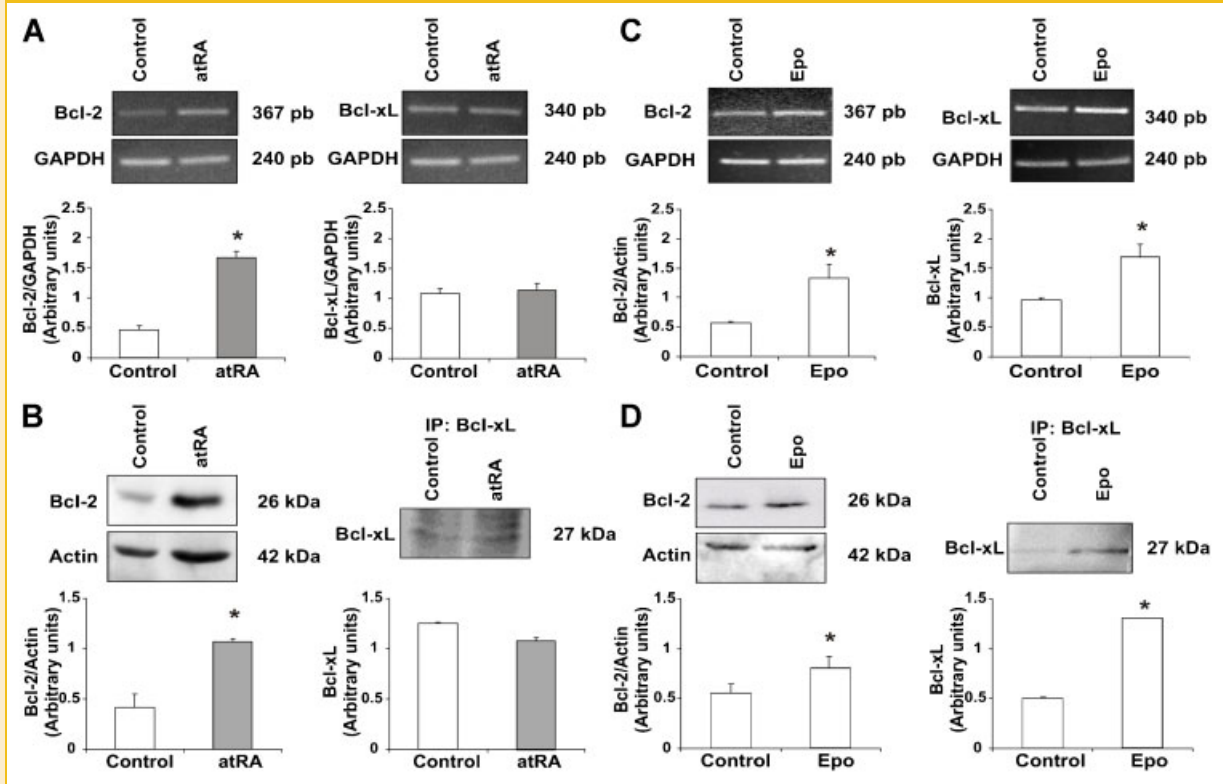 A
Control
atRA
Bcl-2
367 pb
GAPDH
240 pb
Bcl-2/GAPDH
(Arbitrary units)
2.5
2
1.5
1
0.5
0
*
Control
atRA
Control
atRA
Bcl-xL
340 pb
GAPDH
240 pb
Bcl-xL/GAPDH
(Arbitrary units)
2.5
2
1.5
1
0.5
0
Control
atRA
C
Control
Epo
Bcl-2
367 pb
GAPDH
240 pb
Bcl-2/Actin
(Arbitrary units)
2.5
2
1.5
1
0.5
0
*
Control
Epo
Control
Epo
Bcl-xL
340 pb
GAPDH
240 pb
Bcl-xL
(Arbitrary units)
2.5
2
1.5
1
0.5
0
*
Control
Epo
B
Control
atRA
Bcl-2
26 kDa
Actin
42 kDa
Bcl-2/Actin
(Arbitrary units)
1.5
1
0.5
0
*
Control
atRA
IP: Bcl-xL
Control
atRA
Bcl-xL
27 kDa
Bcl-xL
(Arbitrary units)
1.5
1
0.5
0
Control
atRA
D
Control
Epo
Bcl-2
26 kDa
Actin
42 kDa
Bcl-2/Actin
(Arbitrary units)
1.5
1
0.5
0
*
Control
Epo
IP: Bcl-xL
Control
Epo
Bcl-xL
27 kDa
Bcl-xL
(Arbitrary units)
1.5
1
0.5
0
*
Control
Epo